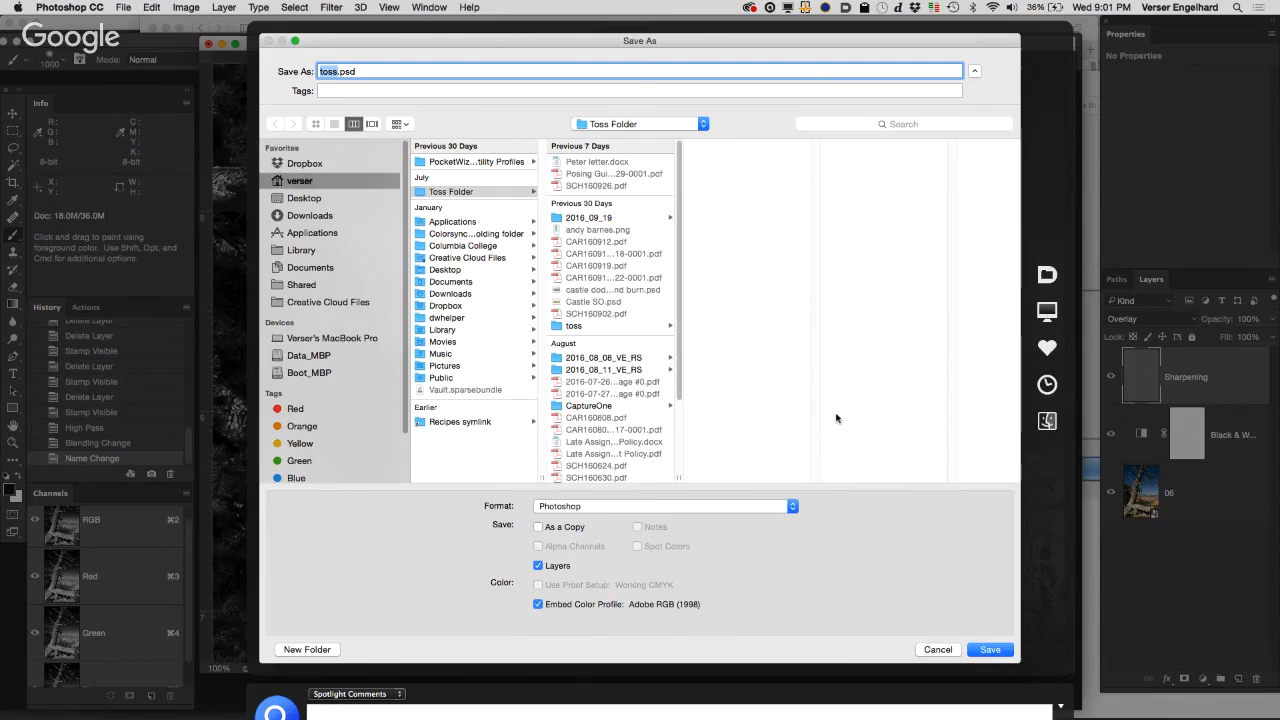 Photoshop CC File Edit Image Layer Type Select Filter 3D View Window Help 36% Wed 9:01 PM Verser Engelhard
Google
1000 Mode: Normal
Save As
Properties
No Properties
Save As: toss.psd
Tags:
Info
R: C:
G: M:
B: Y:
K:
8-bit 8-bit
X: W:
Y: H:
Doc: 18.0M/36.0M
Click and drag to paint using
foreground color. Use Shift, Opt, and
Cmd for additional options.
Toss Folder
Search
Favorites
Dropbox
verser
Desktop
Downloads
Applications
Library
Documents
Shared
Creative Cloud Files
Devices
Verser's MacBook Pro
Data_MBP
Boot_MBP
Tags
Red
Orange
Yellow
Green
Blue
Previous 30 Days
PocketWiz...tility Profiles
July
Toss Folder
January
Applications
Colorsync...olding folder
Columbia College
Creative Cloud Files
Desktop
Documents
Downloads
Dropbox
dwhelper
Library
Movies
Music
Pictures
Public
Vault.sparsebundle
Earlier
Recipes symlink
Previous 7 Days
Peter letter.docx
Posing Gui...-0001.pdf
SCH160926.pdf
Previous 30 Days
2016_09_19
andy barnes.png
CAR160912.pdf
CAR16091...18-0001.pdf
CAR160919.pdf
CAR16091...22-0001.pdf
castle dod...nd burn.psd
Castle SO.psd
SCH160902.pdf
toss
August
2016_08_08_VE_RS
2016_08_11_VE_RS
2016-07-26...age #0.pdf
2016-07-27...age #0.pdf
CaptureOne
CAR160808.pdf
CAR16080...17-0001.pdf
Late Assign...Policy.docx
Late Assign...t Policy.pdf
SCH160624.pdf
SCH160630.pdf
History Actions
Delete Layer
Delete Layer
Stamp Visible
Delete Layer
Stamp Visible
Delete Layer
Stamp Visible
High Pass
Blending Change
Name Change
Channels
RGB ⌘2
Red ⌘3
Green ⌘4
Paths Layers
Kind
Overlay Opacity: 100%
Lock: Fill: 100%
Sharpening
Black & W...
06
Format: Photoshop
Save: As a Copy Notes
Alpha Channels Spot Colors
Layers
Color: Use Proof Setup: Working CMYK
Embed Color Profile: Adobe RGB (1998)
New Folder Cancel Save
100%
Spotlight Comments